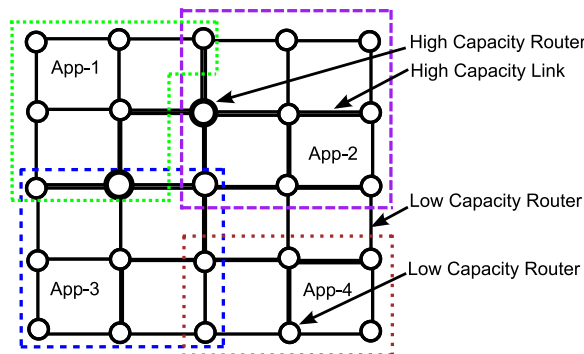 App-1
High Capacity Router
High Capacity Link
App-2
Low Capacity Router
App-3
App-4
Low Capacity Router